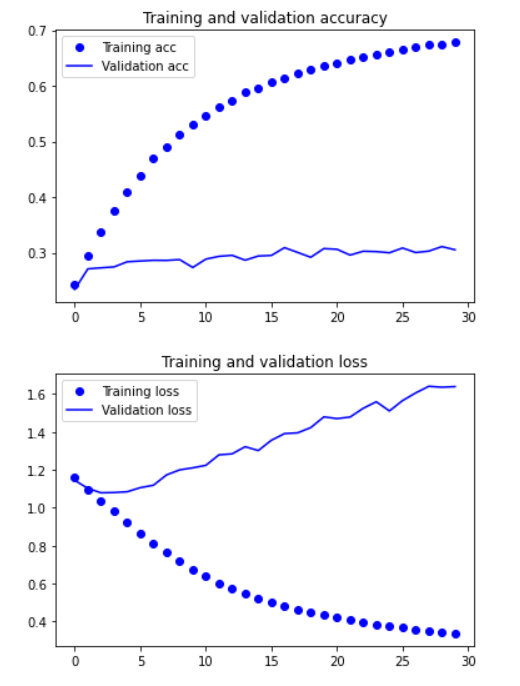 Training and validation accuracy
0.7
Training acc
Validation acc
0.6
0.5
0.4
0.3
0 5 10 15 20 25 30
Training and validation loss
1.6
Training loss
Validation loss
1.4
1.2
1.0
0.8
0.6
0.4
0 5 10 15 20 25 30